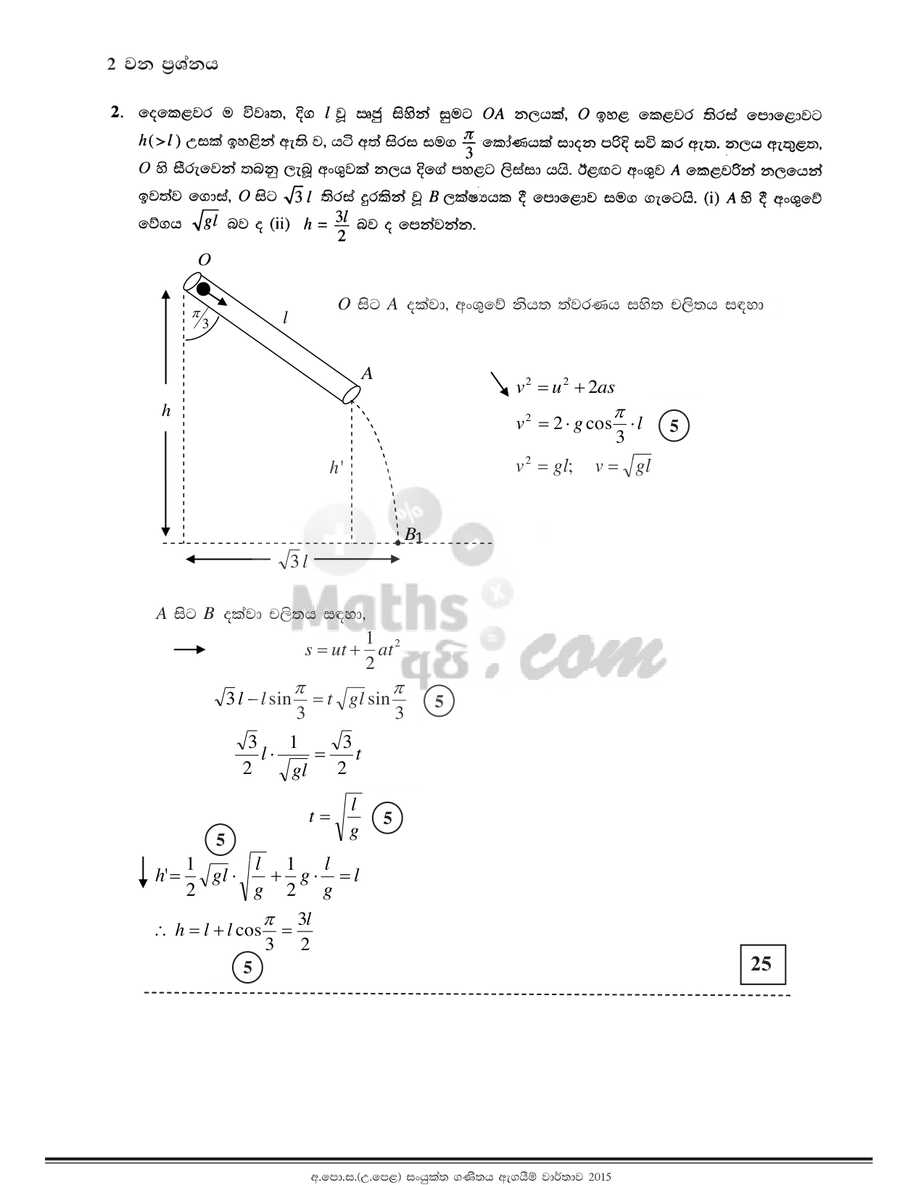 2 වන ප්‍රශ්නය
2. දෙකෙළවර ම විවෘත, දිග l වූ ඍජු සිහින් සුමට OA නලයක්, O ඉහළ කෙළවර තිරස් පොළොවට
h(>l) උසක් ඉහළින් ඇති ව, යටි අත් සිරස සමග π/3 කෝණයක් සාදන පරිදි සවි කර ඇත. නලය ඇතුළත,
O හි සීරුවෙන් තබනු ලැබූ අංශුවක් නලය දිගේ පහළට ලිස්සා යයි. ඊළඟට අංශුව A කෙළවරින් නලයෙන්
ඉවත්ව ගොස්, O සිට √3 l තිරස් දුරකින් වූ B ලක්ෂ්‍යයක දී පොළොව සමග ගැටෙයි. (i) A හි දී අංශුවේ
වේගය √gl බව ද (ii) h = 3l/2 බව ද පෙන්වන්න.
O
π/3
l
A
h
h'
B1
√3 l
O සිට A දක්වා, අංශුවේ නියත ත්වරණය සහිත චලිතය සඳහා
v² = u² + 2as
v² = 2 · g cos π/3 · l 5
v² = gl; v = √gl
Maths
අපි . com
A සිට B දක්වා චලිතය සඳහා,
s = ut + 1/2 at²
√3 l − l sin π/3 = t √gl sin π/3 5
√3/2 l · 1/√gl = √3/2 t
t = √(l/g) 5
5
h' = 1/2 √gl · √(l/g) + 1/2 g · l/g = l
∴ h = l + l cos π/3 = 3l/2
5
25
අ.පො.ස.(උ.පෙළ) සංයුක්ත ගණිතය ඇගයීම් වාර්තාව 2015